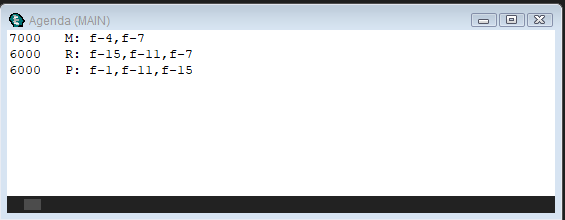 Agenda (MAIN)
7000   M: f-4,f-7
6000   R: f-15,f-11,f-7
6000   P: f-1,f-11,f-15